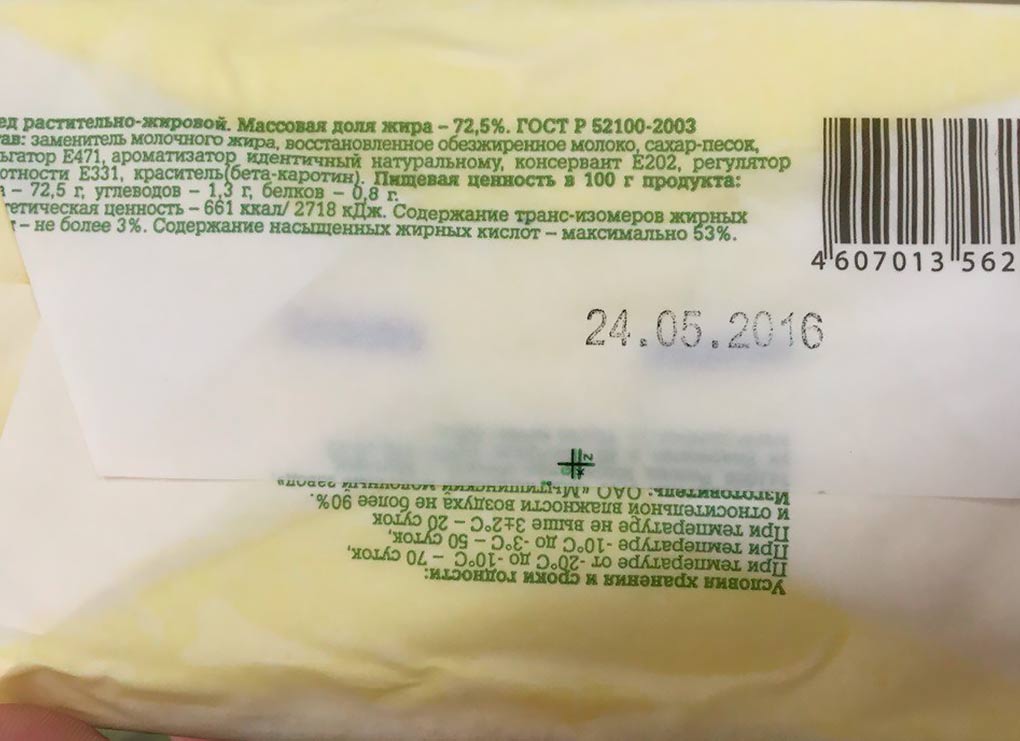 ед растительно-жировой. Массовая доля жира – 72,5%. ГОСТ Р 52100-2003
ав: заменитель молочного жира, восстановленное обезжиренное молоко, сахар-песок,
ьгатор Е471, ароматизатор идентичный натуральному, консервант Е202, регулятор
отности Е331, краситель(бета-каротин). Пищевая ценность в 100 г продукта:
а – 72,5 г, углеводов – 1,3 г, белков – 0,8 г.
гетическая ценность – 661 ккал/ 2718 кДж. Содержание транс-изомеров жирных
т – не более 3%. Содержание насыщенных жирных кислот – максимально 53%.
4 607013 562
24.05.2016
Условия хранения и сроки годности:
При температуре от -20°С до -10°С – 70 суток,
При температуре -10°С до -3°С – 50 суток,
При температуре не выше 3±2°С – 20 суток
и относительной влажности воздуха не более 90%.
Изготовитель: ОАО «Мытищинский молочный завод»